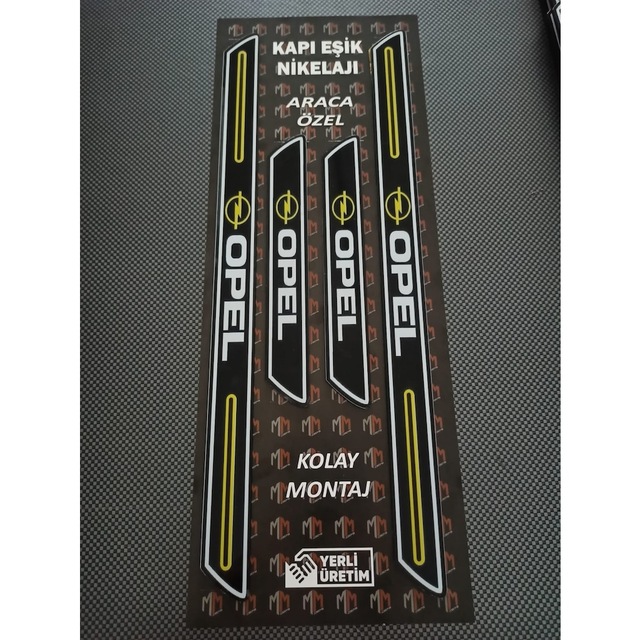 KAPI EŞİK
NİKELAJI
ARACA
ÖZEL
OPEL
OPEL
OPEL
OPEL
KOLAY
MONTAJ
YERLİ
ÜRETİM